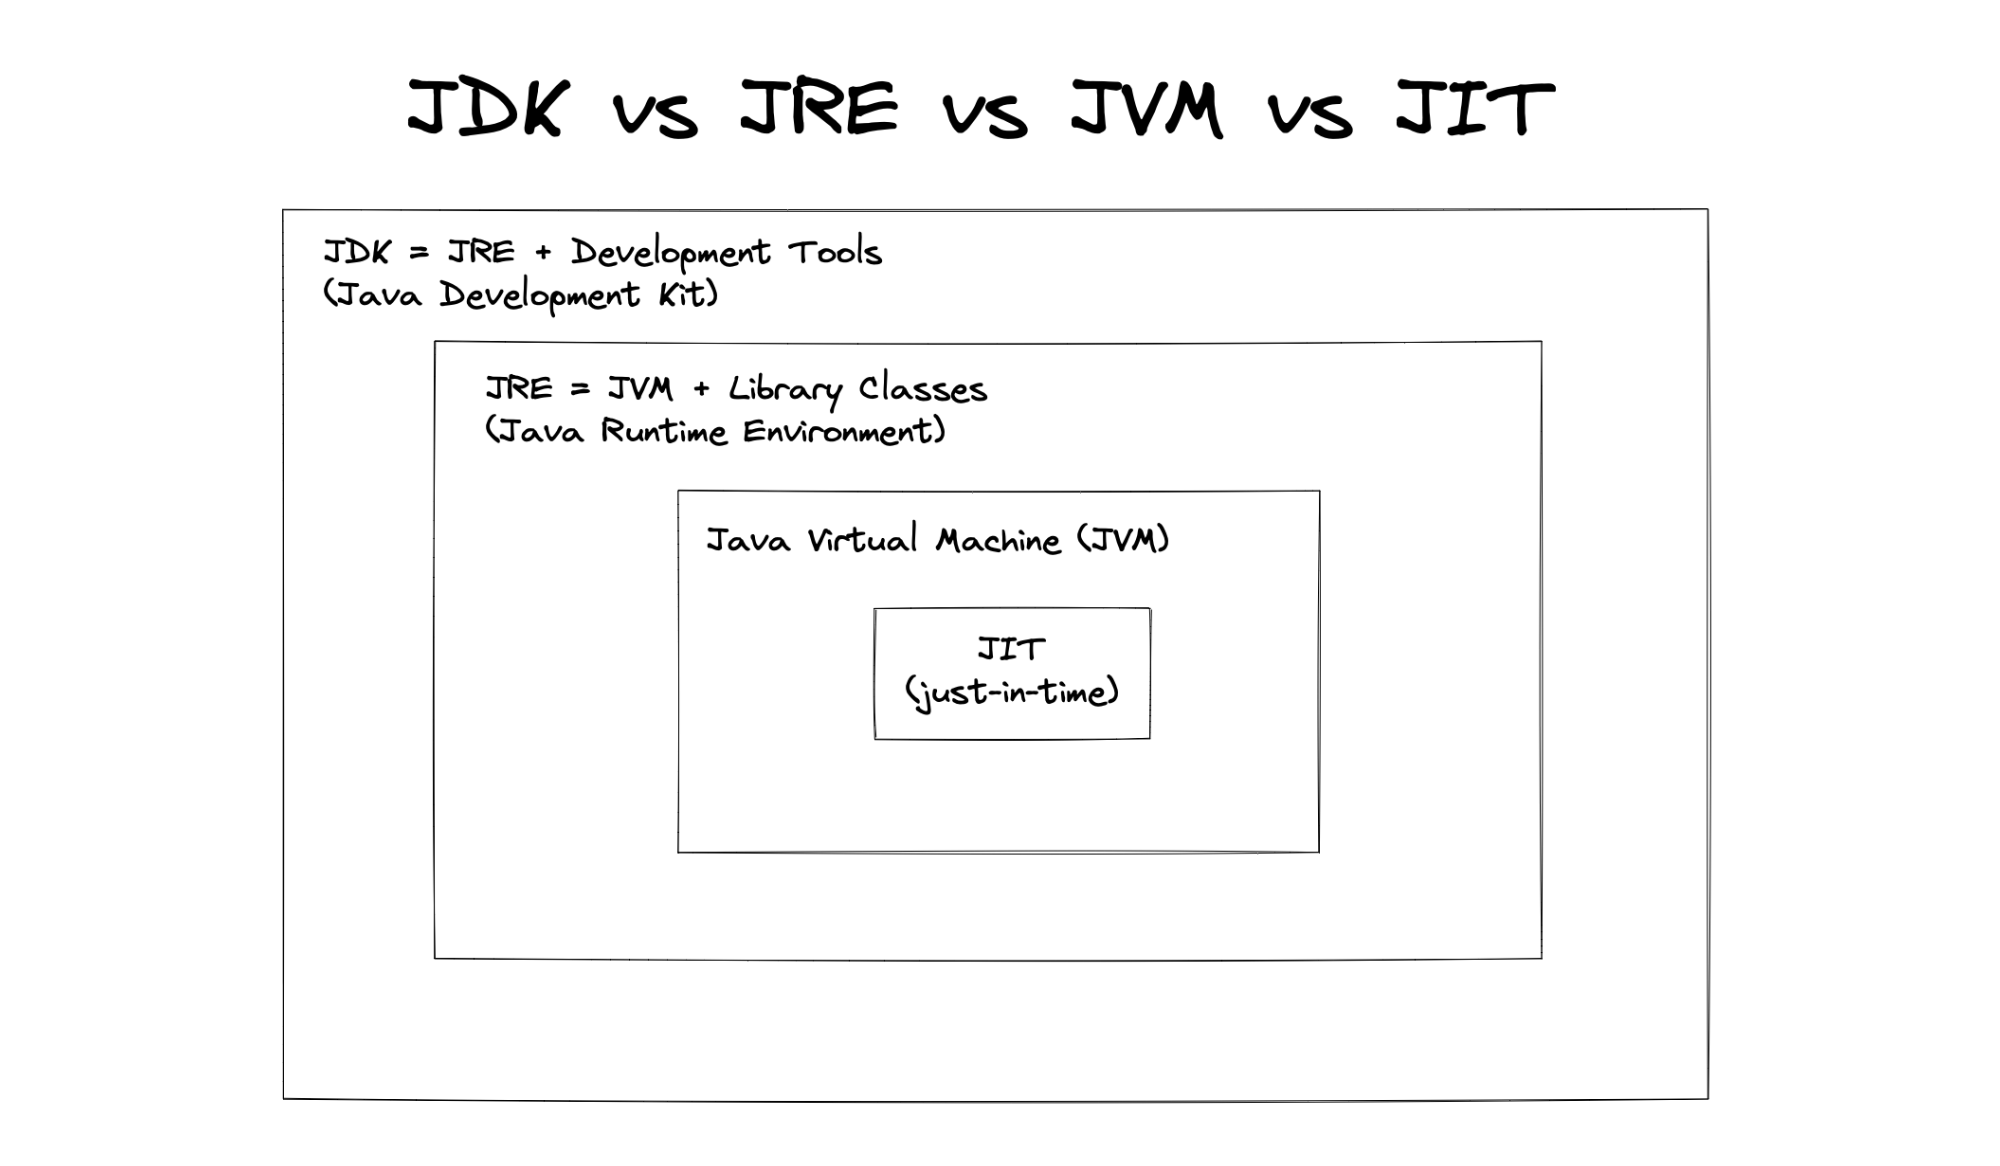 JDK vs JRE vs JVM vs JIT
JDK = JRE + Development Tools
(Java Development Kit)
JRE = JVM + Library Classes
(Java Runtime Environment)
Java Virtual Machine (JVM)
JIT
(just-in-time)